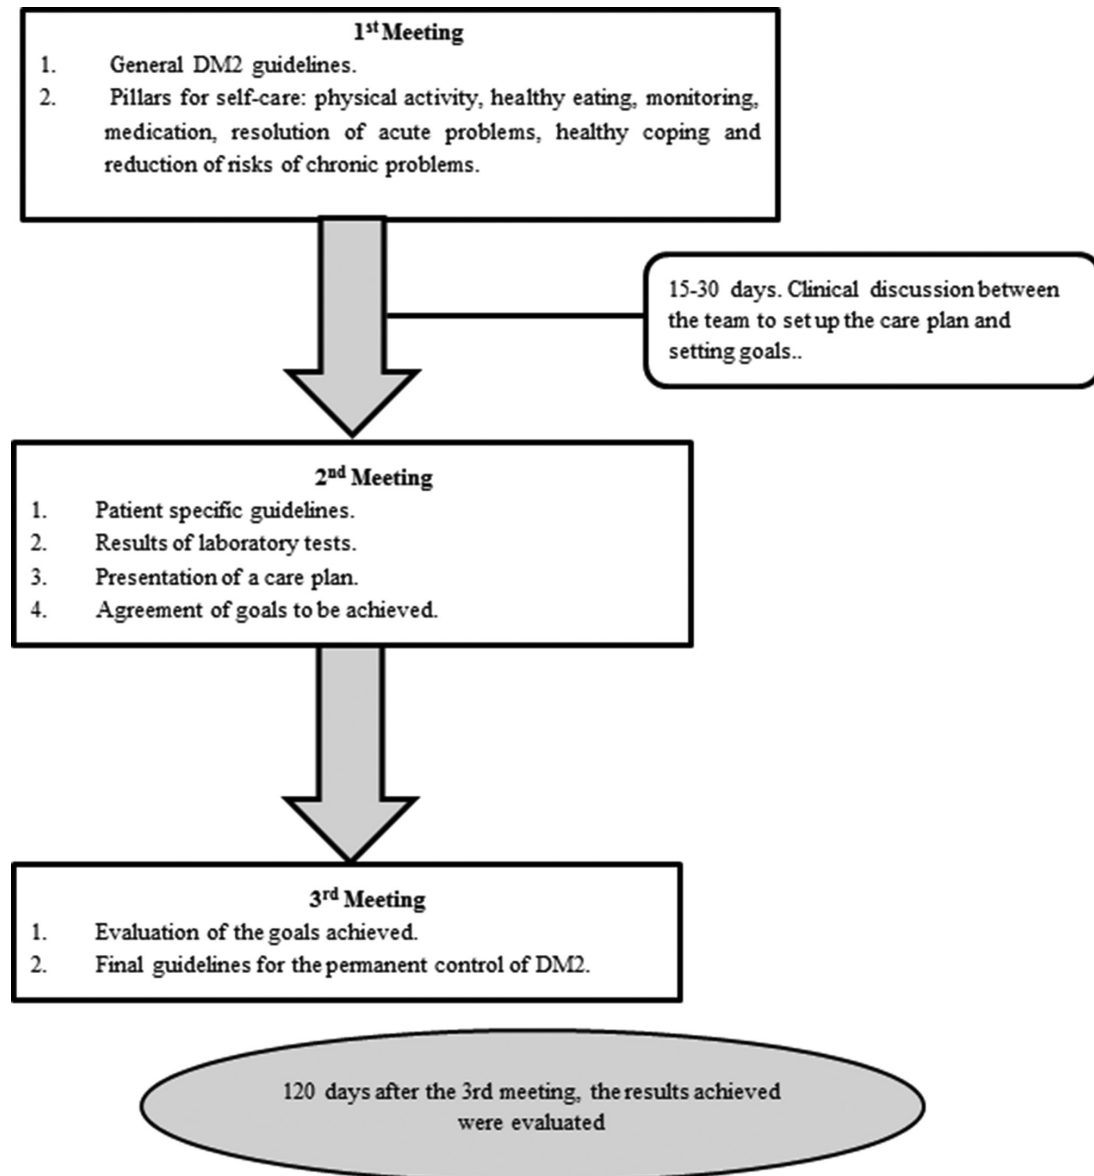 1st Meeting
1. General DM2 guidelines.
2. Pillars for self-care: physical activity, healthy eating, monitoring,
medication, resolution of acute problems, healthy coping and
reduction of risks of chronic problems.
15-30 days. Clinical discussion between
the team to set up the care plan and
setting goals..
2nd Meeting
1. Patient specific guidelines.
2. Results of laboratory tests.
3. Presentation of a care plan.
4. Agreement of goals to be achieved.
3rd Meeting
1. Evaluation of the goals achieved.
2. Final guidelines for the permanent control of DM2.
120 days after the 3rd meeting, the results achieved
were evaluated